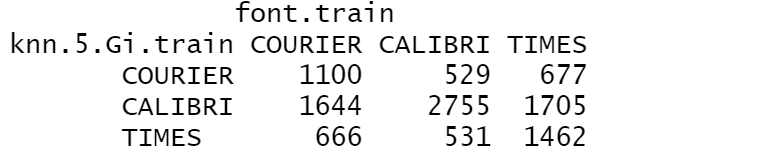 font.train
knn.5.Gi.train COURIER CALIBRI TIMES
COURIER 1100 529 677
CALIBRI 1644 2755 1705
TIMES 666 531 1462